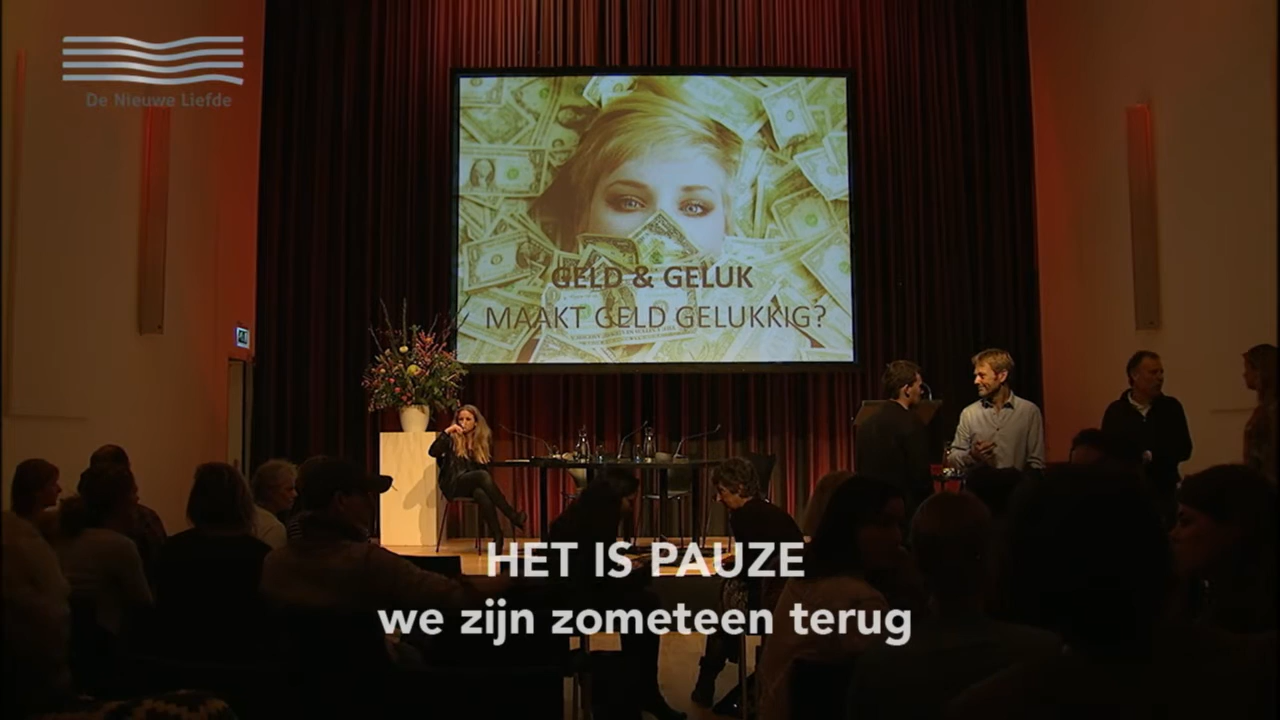 De Nieuwe Liefde
GELD & GELUK
MAAKT GELD GELUKKIG?
HET IS PAUZE
we zijn zometeen terug